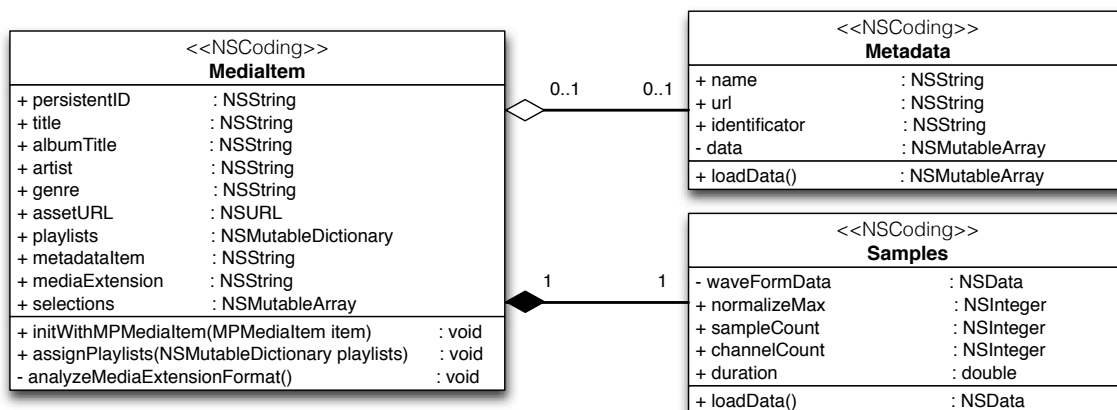 <<NSCoding>>
MediaItem
+ persistentID : NSString
+ title : NSString
+ albumTitle : NSString
+ artist : NSString
+ genre : NSString
+ assetURL : NSURL
+ playlists : NSMutableDictionary
+ metadataItem : NSString
+ mediaExtension : NSString
+ selections : NSMutableArray
+ initWithMPMediaItem(MPMediaItem item) : void
+ assignPlaylists(NSMutableDictionary playlists) : void
- analyzeMediaExtensionFormat() : void
0..1 0..1
1 1
<<NSCoding>>
Metadata
+ name : NSString
+ url : NSString
+ identificator : NSString
- data : NSMutableArray
+ loadData() : NSMutableArray
<<NSCoding>>
Samples
- waveFormData : NSData
+ normalizeMax : NSInteger
+ sampleCount : NSInteger
+ channelCount : NSInteger
+ duration : double
+ loadData() : NSData